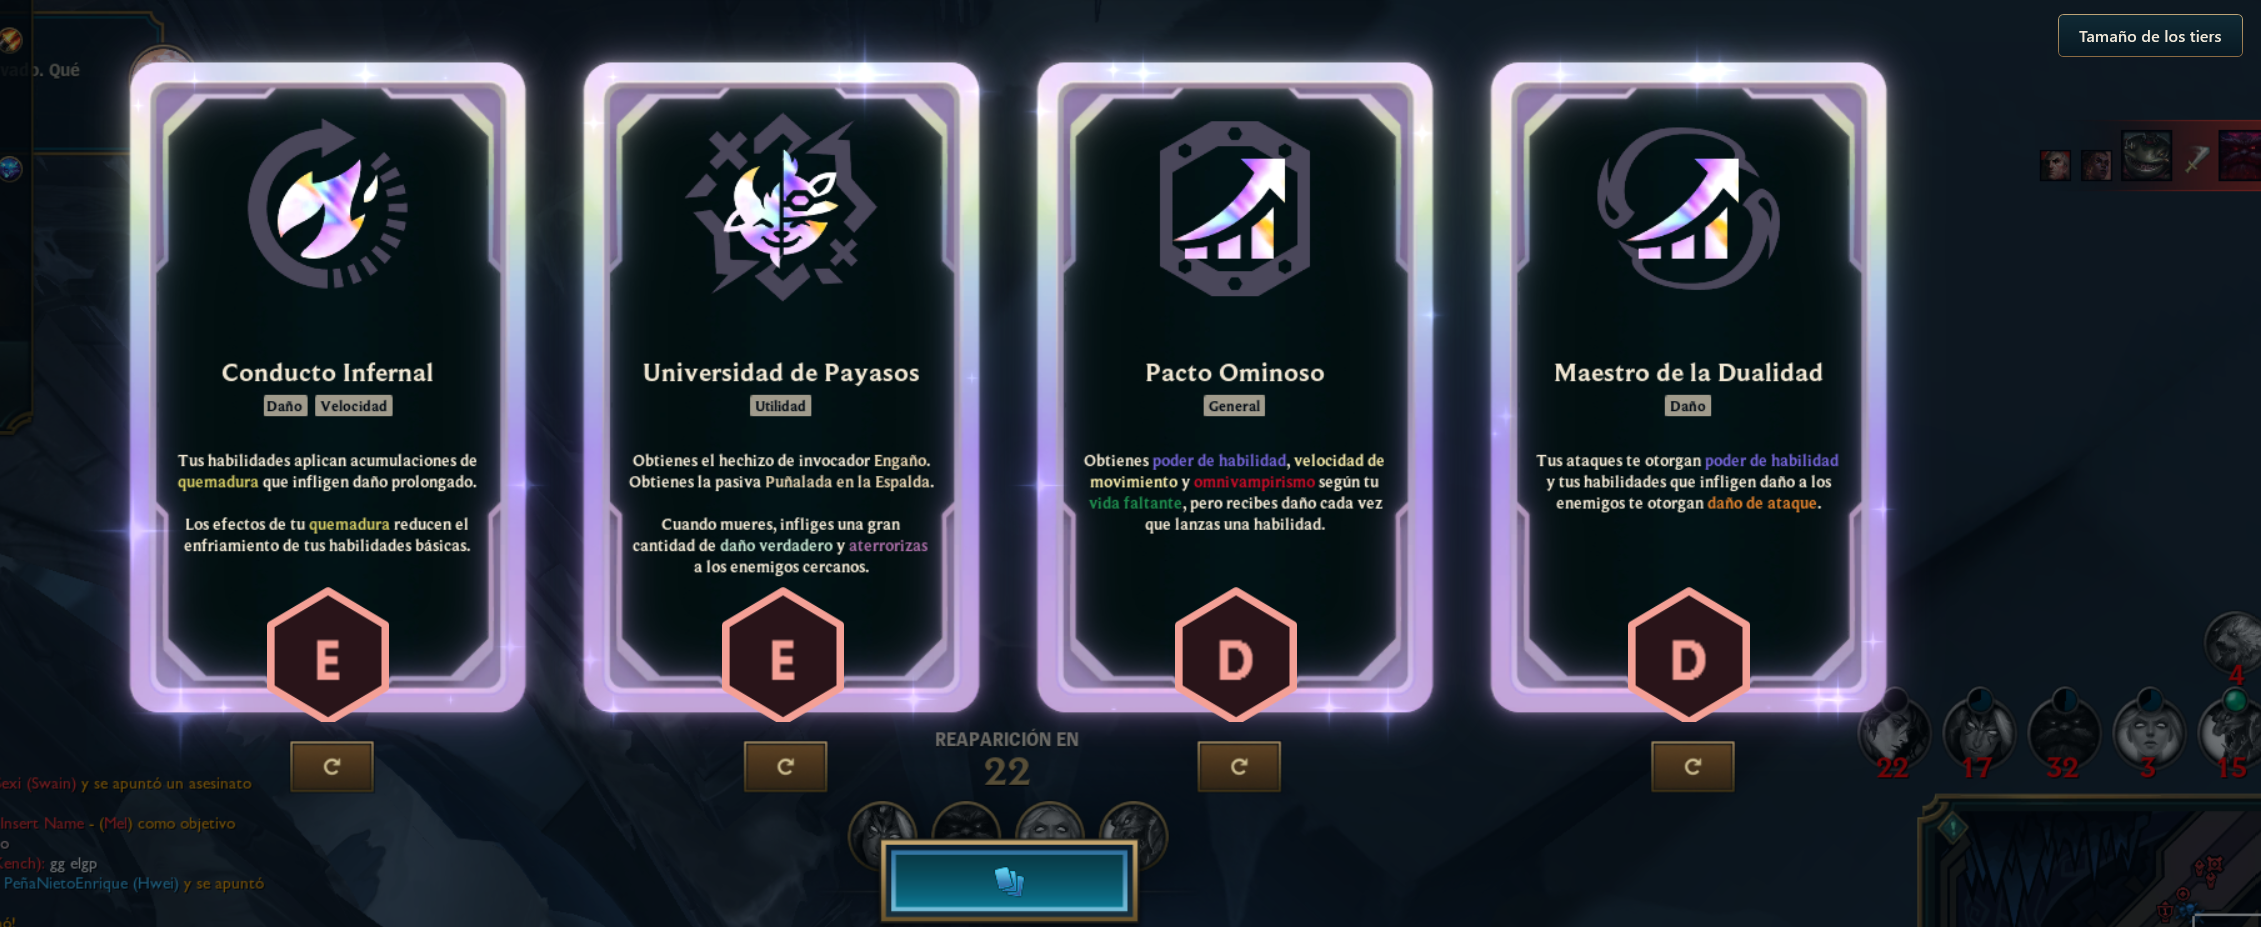 Tamaño de los tiers
vado. Qué
Conducto Infernal
Daño Velocidad
Tus habilidades aplican acumulaciones de
quemadura que infligen daño prolongado.
Los efectos de tu quemadura reducen el
enfriamiento de tus habilidades básicas.
E
Universidad de Payasos
Utilidad
Obtienes el hechizo de invocador Engaño.
Obtienes la pasiva Puñalada en la Espalda.
Cuando mueres, infliges una gran
cantidad de daño verdadero y aterrorizas
a los enemigos cercanos.
E
Pacto Ominoso
General
Obtienes poder de habilidad, velocidad de
movimiento y omnivampirismo según tu
vida faltante, pero recibes daño cada vez
que lanzas una habilidad.
D
Maestro de la Dualidad
Daño
Tus ataques te otorgan poder de habilidad
y tus habilidades que infligen daño a los
enemigos te otorgan daño de ataque.
D
REAPARICIÓN EN
22
exi (Swain) y se apuntó un asesinato
Insert Name - (Mel) como objetivo
o
Kench): gg elgp
PeñaNietoEnrique (Hwei) y se apuntó
ó!
4
22 17 32 3 15